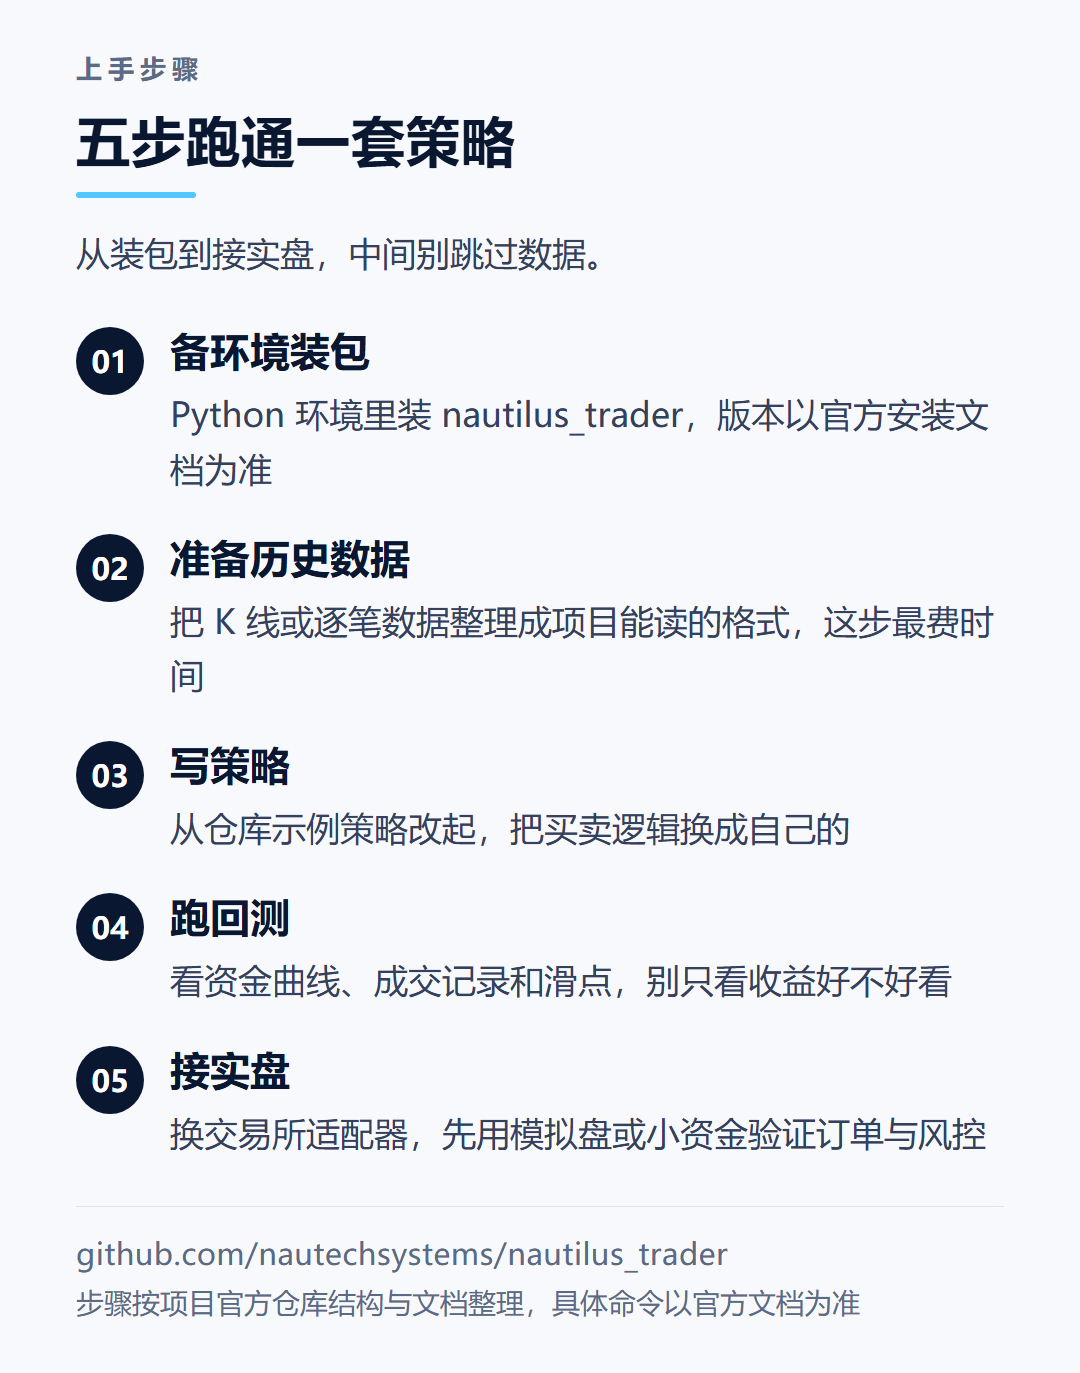 上手步骤
五步跑通一套策略
从装包到接实盘，中间别跳过数据。
01
备环境装包
Python 环境里装 nautilus_trader，版本以官方安装文
档为准
02
准备历史数据
把 K 线或逐笔数据整理成项目能读的格式，这步最费时
间
03
写策略
从仓库示例策略改起，把买卖逻辑换成自己的
04
跑回测
看资金曲线、成交记录和滑点，别只看收益好不好看
05
接实盘
换交易所适配器，先用模拟盘或小资金验证订单与风控
github.com/nautechsystems/nautilus_trader
步骤按项目官方仓库结构与文档整理，具体命令以官方文档为准